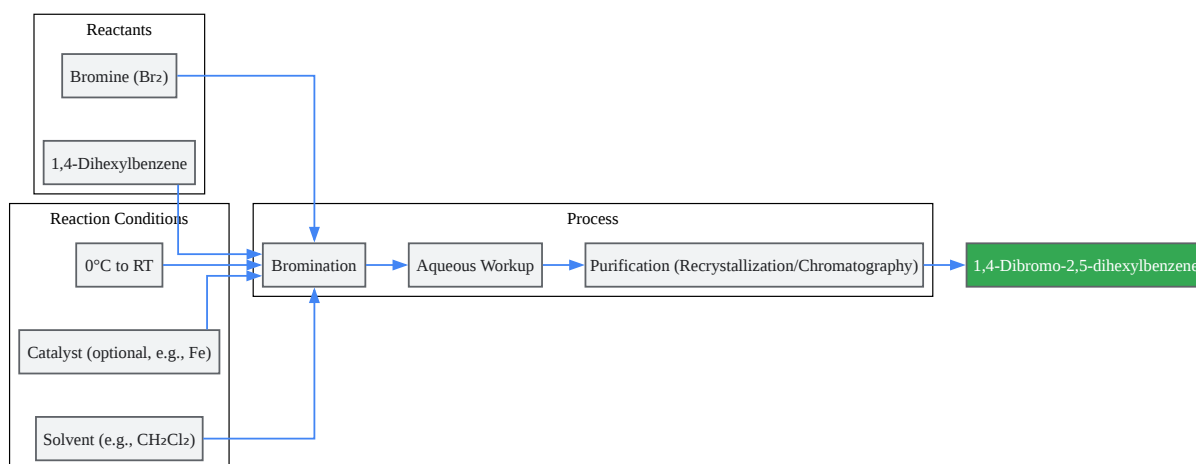 Reactants
Bromine (Br₂)
1,4-Dihexylbenzene
Reaction Conditions
0°C to RT
Catalyst (optional, e.g., Fe)
Solvent (e.g., CH₂Cl₂)
Process
Bromination
Aqueous Workup
Purification (Recrystallization/Chromatography)
1,4-Dibromo-2,5-dihexylbenzene